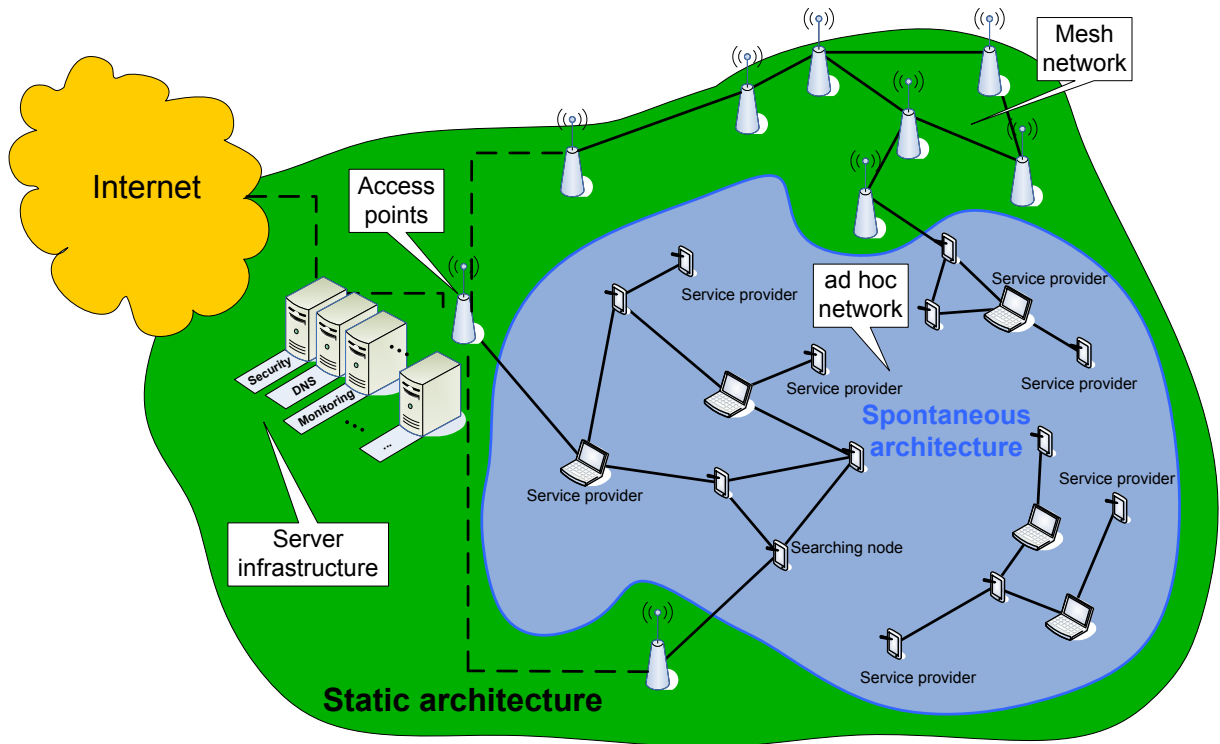 Mesh
network
Internet
Access
points
Service provider
Service provider
ad hoc
network
Service provider
Service provider
Security
DNS
Monitoring
...
...
...
Spontaneous
architecture
Service provider
Service provider
Server
infrastructure
Searching node
Service provider
Static architecture